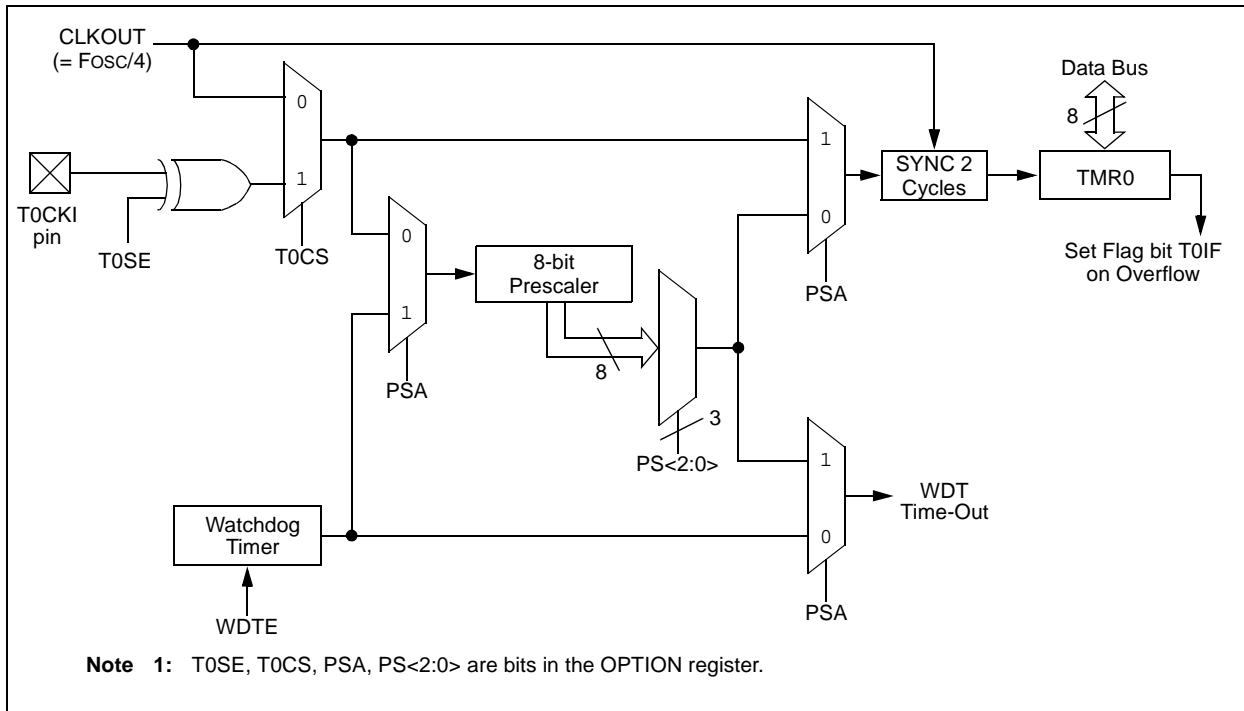 CLKOUT
(= FOSC/4)
Data Bus
8
0
1
SYNC 2
Cycles
TMR0
T0CKI
pin
1
0
T0SE
T0CS
0
8-bit
Prescaler
PSA
Set Flag bit T0IF
on Overflow
1
PSA
8
3
PS<2:0>
1
0
WDT
Time-Out
Watchdog
Timer
PSA
WDTE
Note 1: T0SE, T0CS, PSA, PS<2:0> are bits in the OPTION register.